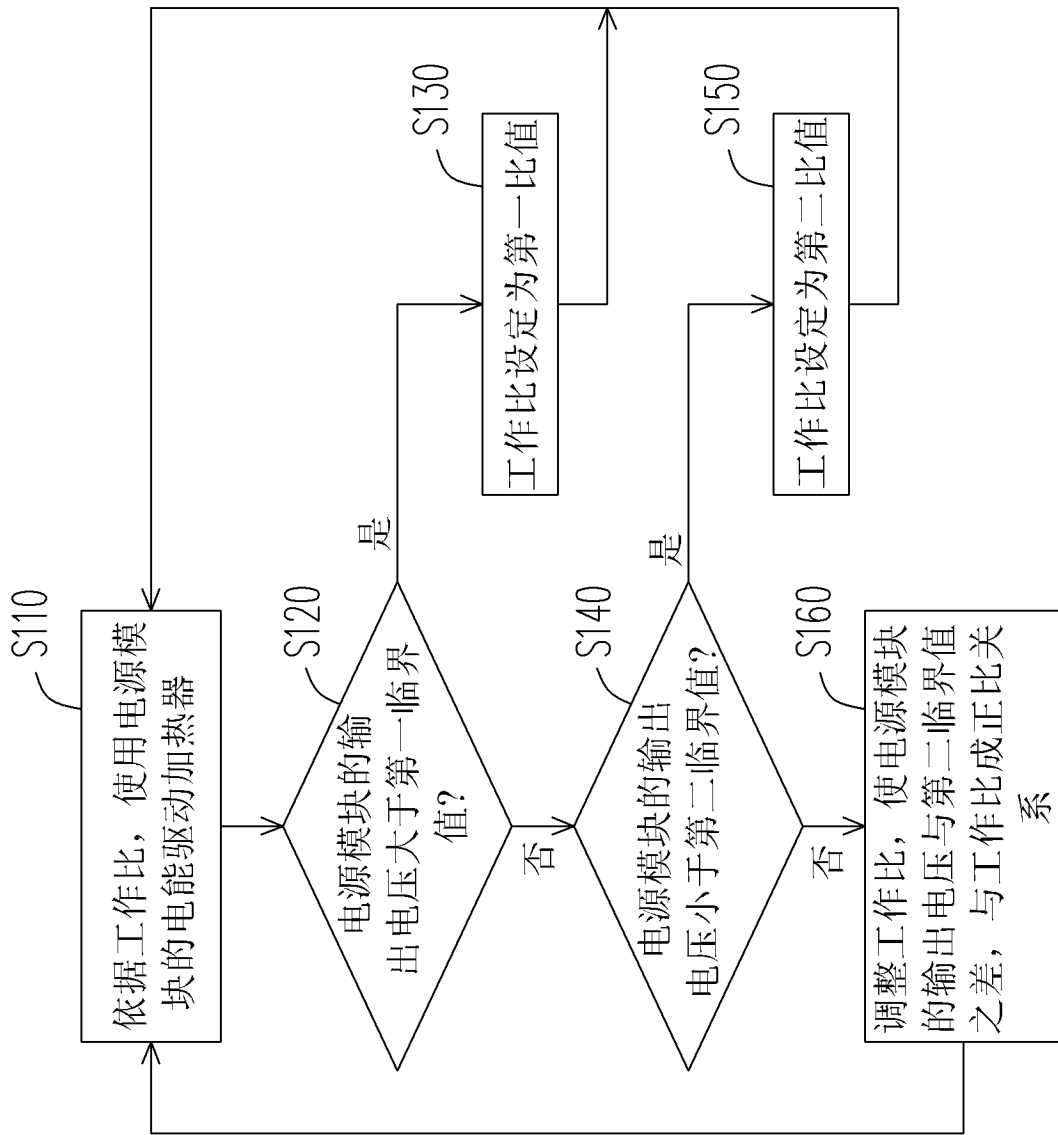 S110
依据工作比，使用电源模
块的电能驱动加热器
S120
电源模块的输
出电压大于第一临界
值？
是
S130
工作比设定为第一比值
否
S140
电源模块的输出
电压小于第二临界值？
是
S150
工作比设定为第二比值
否
S160
调整工作比，使电源模块
的输出电压与第二临界值
之差，与工作比成正比关
系